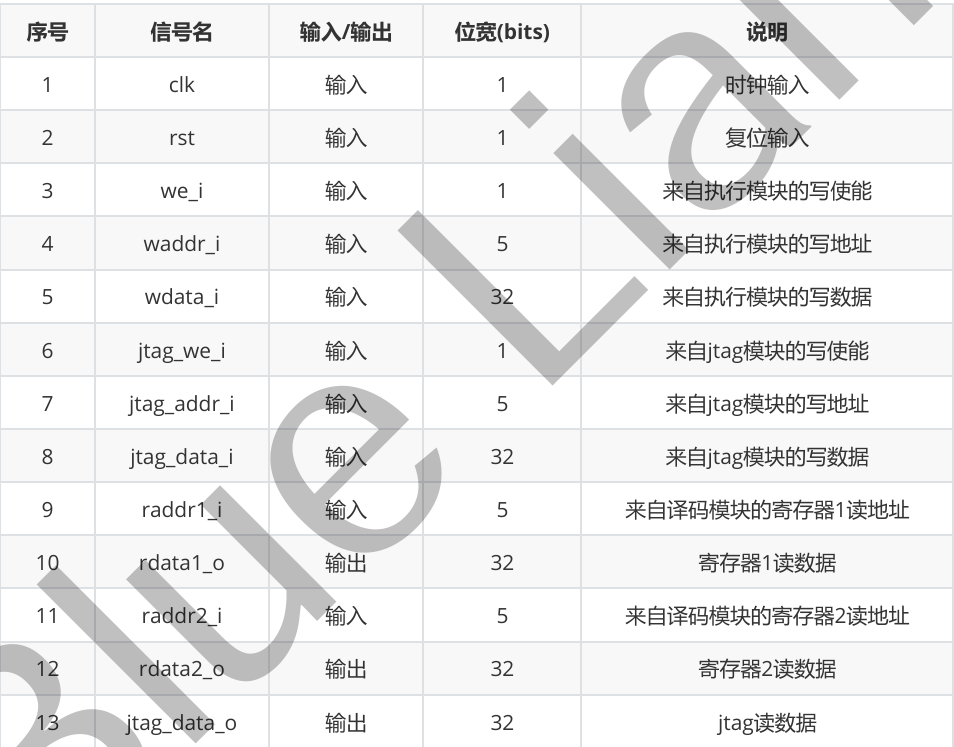 序号 信号名 输入/输出 位宽(bits) 说明
1 clk 输入 1 时钟输入
2 rst 输入 1 复位输入
3 we_i 输入 1 来自执行模块的写使能
4 waddr_i 输入 5 来自执行模块的写地址
5 wdata_i 输入 32 来自执行模块的写数据
6 jtag_we_i 输入 1 来自jtag模块的写使能
7 jtag_addr_i 输入 5 来自jtag模块的写地址
8 jtag_data_i 输入 32 来自jtag模块的写数据
9 raddr1_i 输入 5 来自译码模块的寄存器1读地址
10 rdata1_o 输出 32 寄存器1读数据
11 raddr2_i 输入 5 来自译码模块的寄存器2读地址
12 rdata2_o 输出 32 寄存器2读数据
13 jtag_data_o 输出 32 jtag读数据
Blue Lian